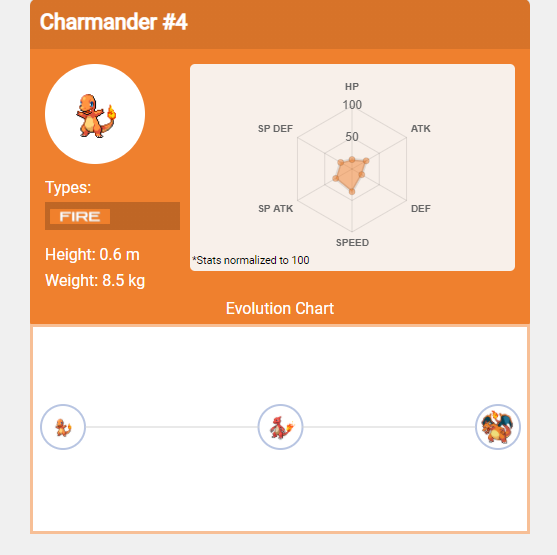 Charmander #4
HP
100
SP DEF
ATK
50
SP ATK
DEF
SPEED
*Stats normalized to 100
Types:
FIRE
Height: 0.6 m
Weight: 8.5 kg
Evolution Chart